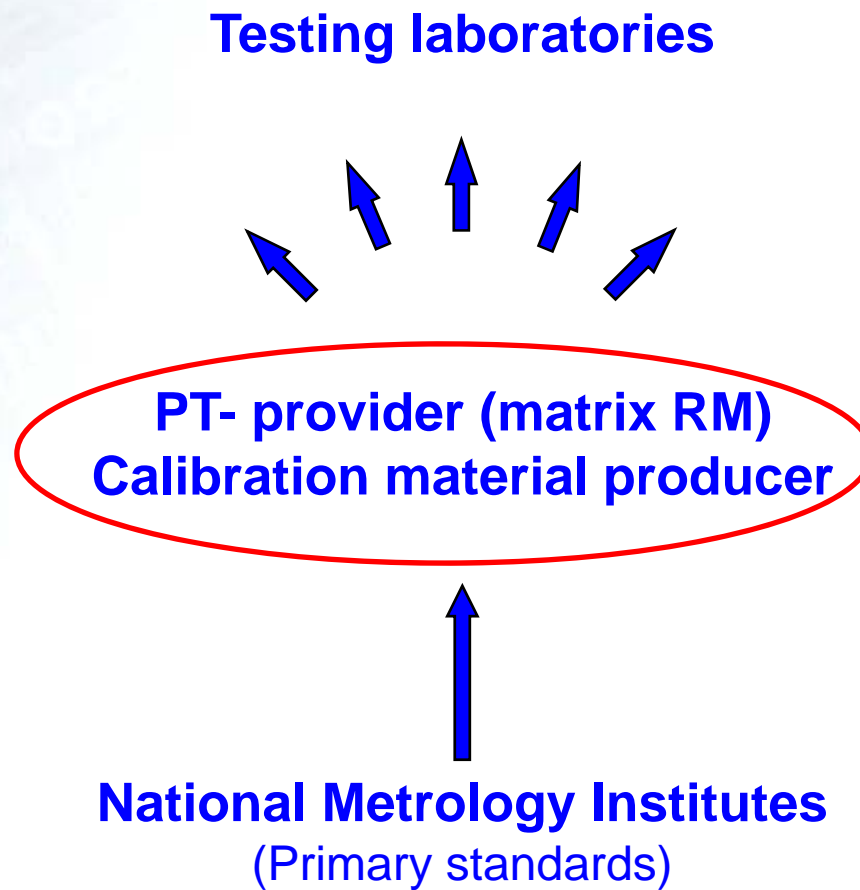 Testing laboratories
PT- provider (matrix RM)
Calibration material producer
National Metrology Institutes
(Primary standards)